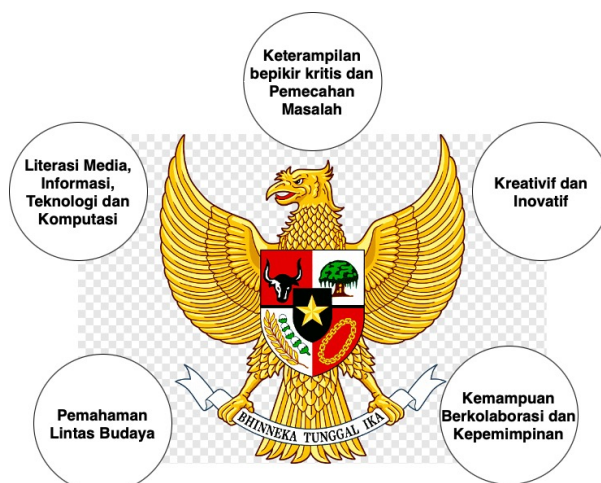 Keterampilan
bepikir kritis dan
Pemecahan
Masalah
Literasi Media,
Informasi,
Teknologi dan
Komputasi
Kreativif dan
Inovatif
Pemahaman
Lintas Budaya
Kemampuan
Berkolaborasi dan
Kepemimpinan
BHINNEKA TUNGGAL IKA